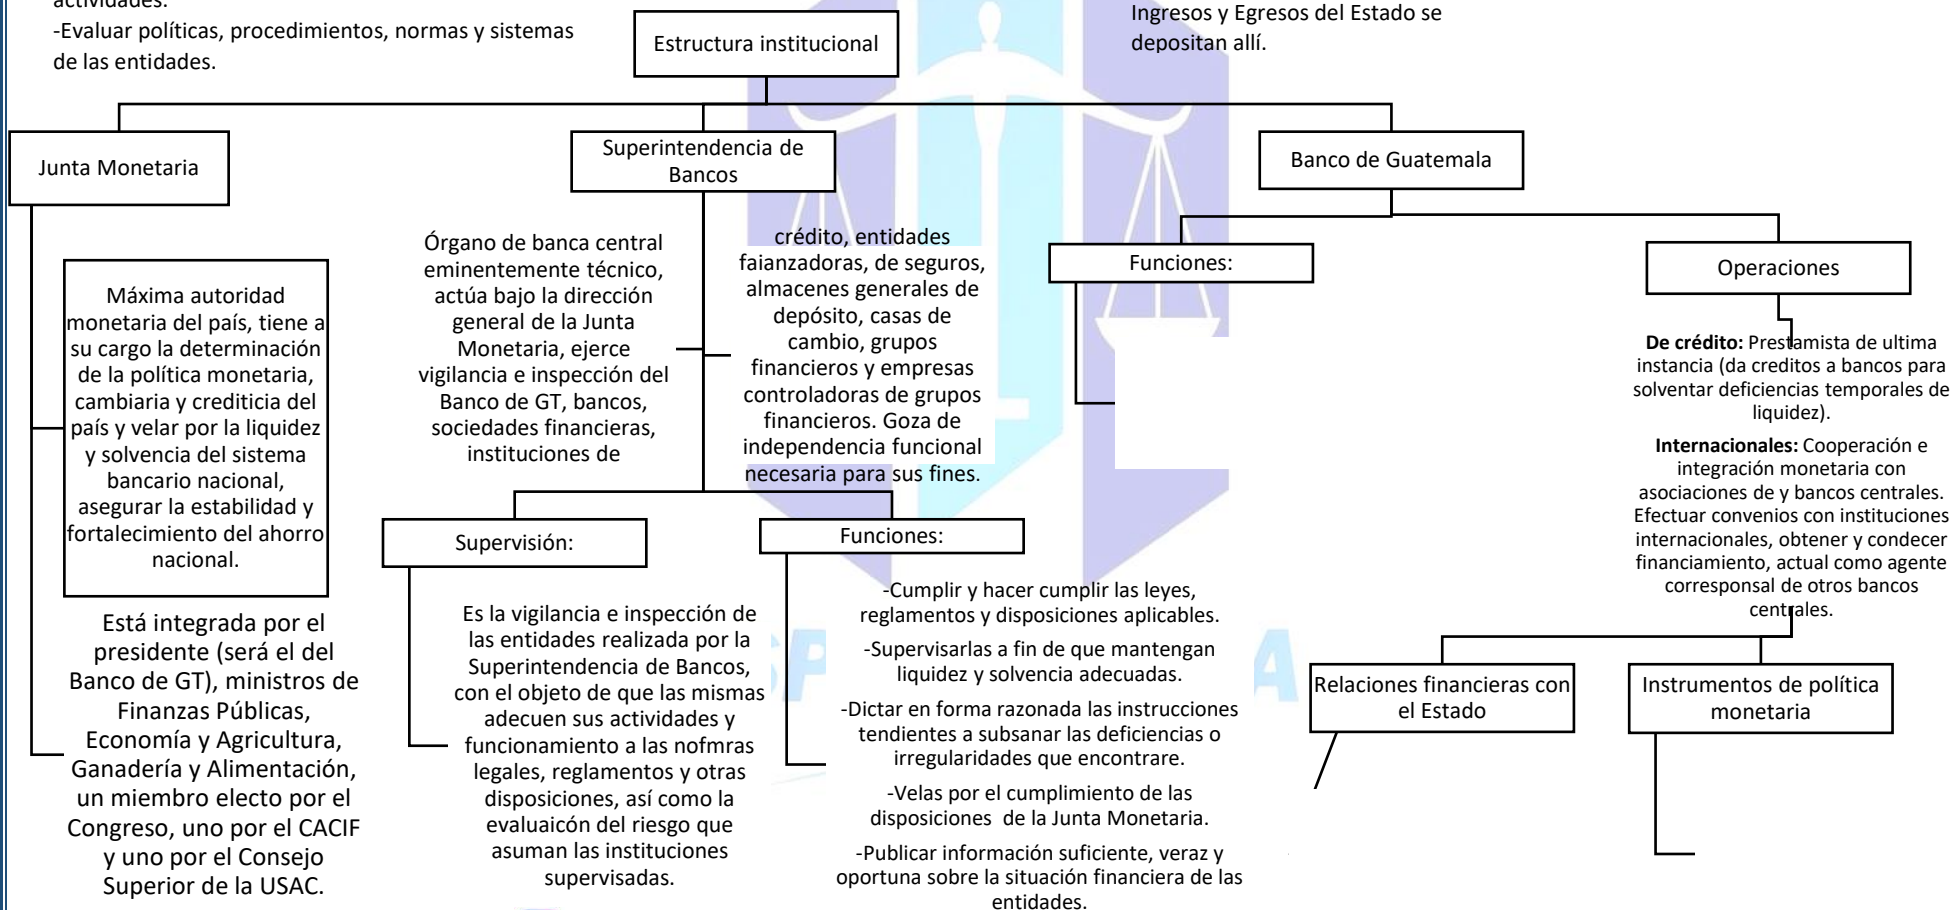 actividades.
-Evaluar políticas, procedimientos, normas y sistemas
de las entidades.
Ingresos y Egresos del Estado se
depositan allí.
Estructura institucional
Junta Monetaria
Máxima autoridad
monetaria del país, tiene a
su cargo la determinación
de la política monetaria,
cambiaria y crediticia del
país y velar por la liquidez
y solvencia del sistema
bancario nacional,
asegurar la estabilidad y
fortalecimiento del ahorro
nacional.
Está integrada por el
presidente (será el del
Banco de GT), ministros de
Finanzas Públicas,
Economía y Agricultura,
Ganadería y Alimentación,
un miembro electo por el
Congreso, uno por el CACIF
y uno por el Consejo
Superior de la USAC.
Superintendencia de
Bancos
Órgano de banca central
eminentemente técnico,
actúa bajo la dirección
general de la Junta
Monetaria, ejerce
vigilancia e inspección del
Banco de GT, bancos,
sociedades financieras,
instituciones de
crédito, entidades
faianzadoras, de seguros,
almacenes generales de
depósito, casas de
cambio, grupos
financieros y empresas
controladoras de grupos
financieros. Goza de
independencia funcional
necesaria para sus fines.
Supervisión:
Es la vigilancia e inspección de
las entidades realizada por la
Superintendencia de Bancos,
con el objeto de que las mismas
adecuen sus actividades y
funcionamiento a las nofmras
legales, reglamentos y otras
disposiciones, así como la
evaluaicón del riesgo que
asuman las instituciones
supervisadas.
Funciones:
-Cumplir y hacer cumplir las leyes,
reglamentos y disposiciones aplicables.
-Supervisarlas a fin de que mantengan
liquidez y solvencia adecuadas.
-Dictar en forma razonada las instrucciones
tendientes a subsanar las deficiencias o
irregularidades que encontrare.
-Velas por el cumplimiento de las
disposiciones  de la Junta Monetaria.
-Publicar información suficiente, veraz y
oportuna sobre la situación financiera de las
entidades.
Banco de Guatemala
Funciones:
Operaciones
De crédito: Prestamista de ultima
instancia (da creditos a bancos para
solventar deficiencias temporales de
liquidez).
Internacionales: Cooperación e
integración monetaria con
asociaciones de y bancos centrales.
Efectuar convenios con instituciones
internacionales, obtener y condecer
financiamiento, actual como agente
corresponsal de otros bancos
centrales.
Relaciones financieras con
el Estado
Instrumentos de política
monetaria